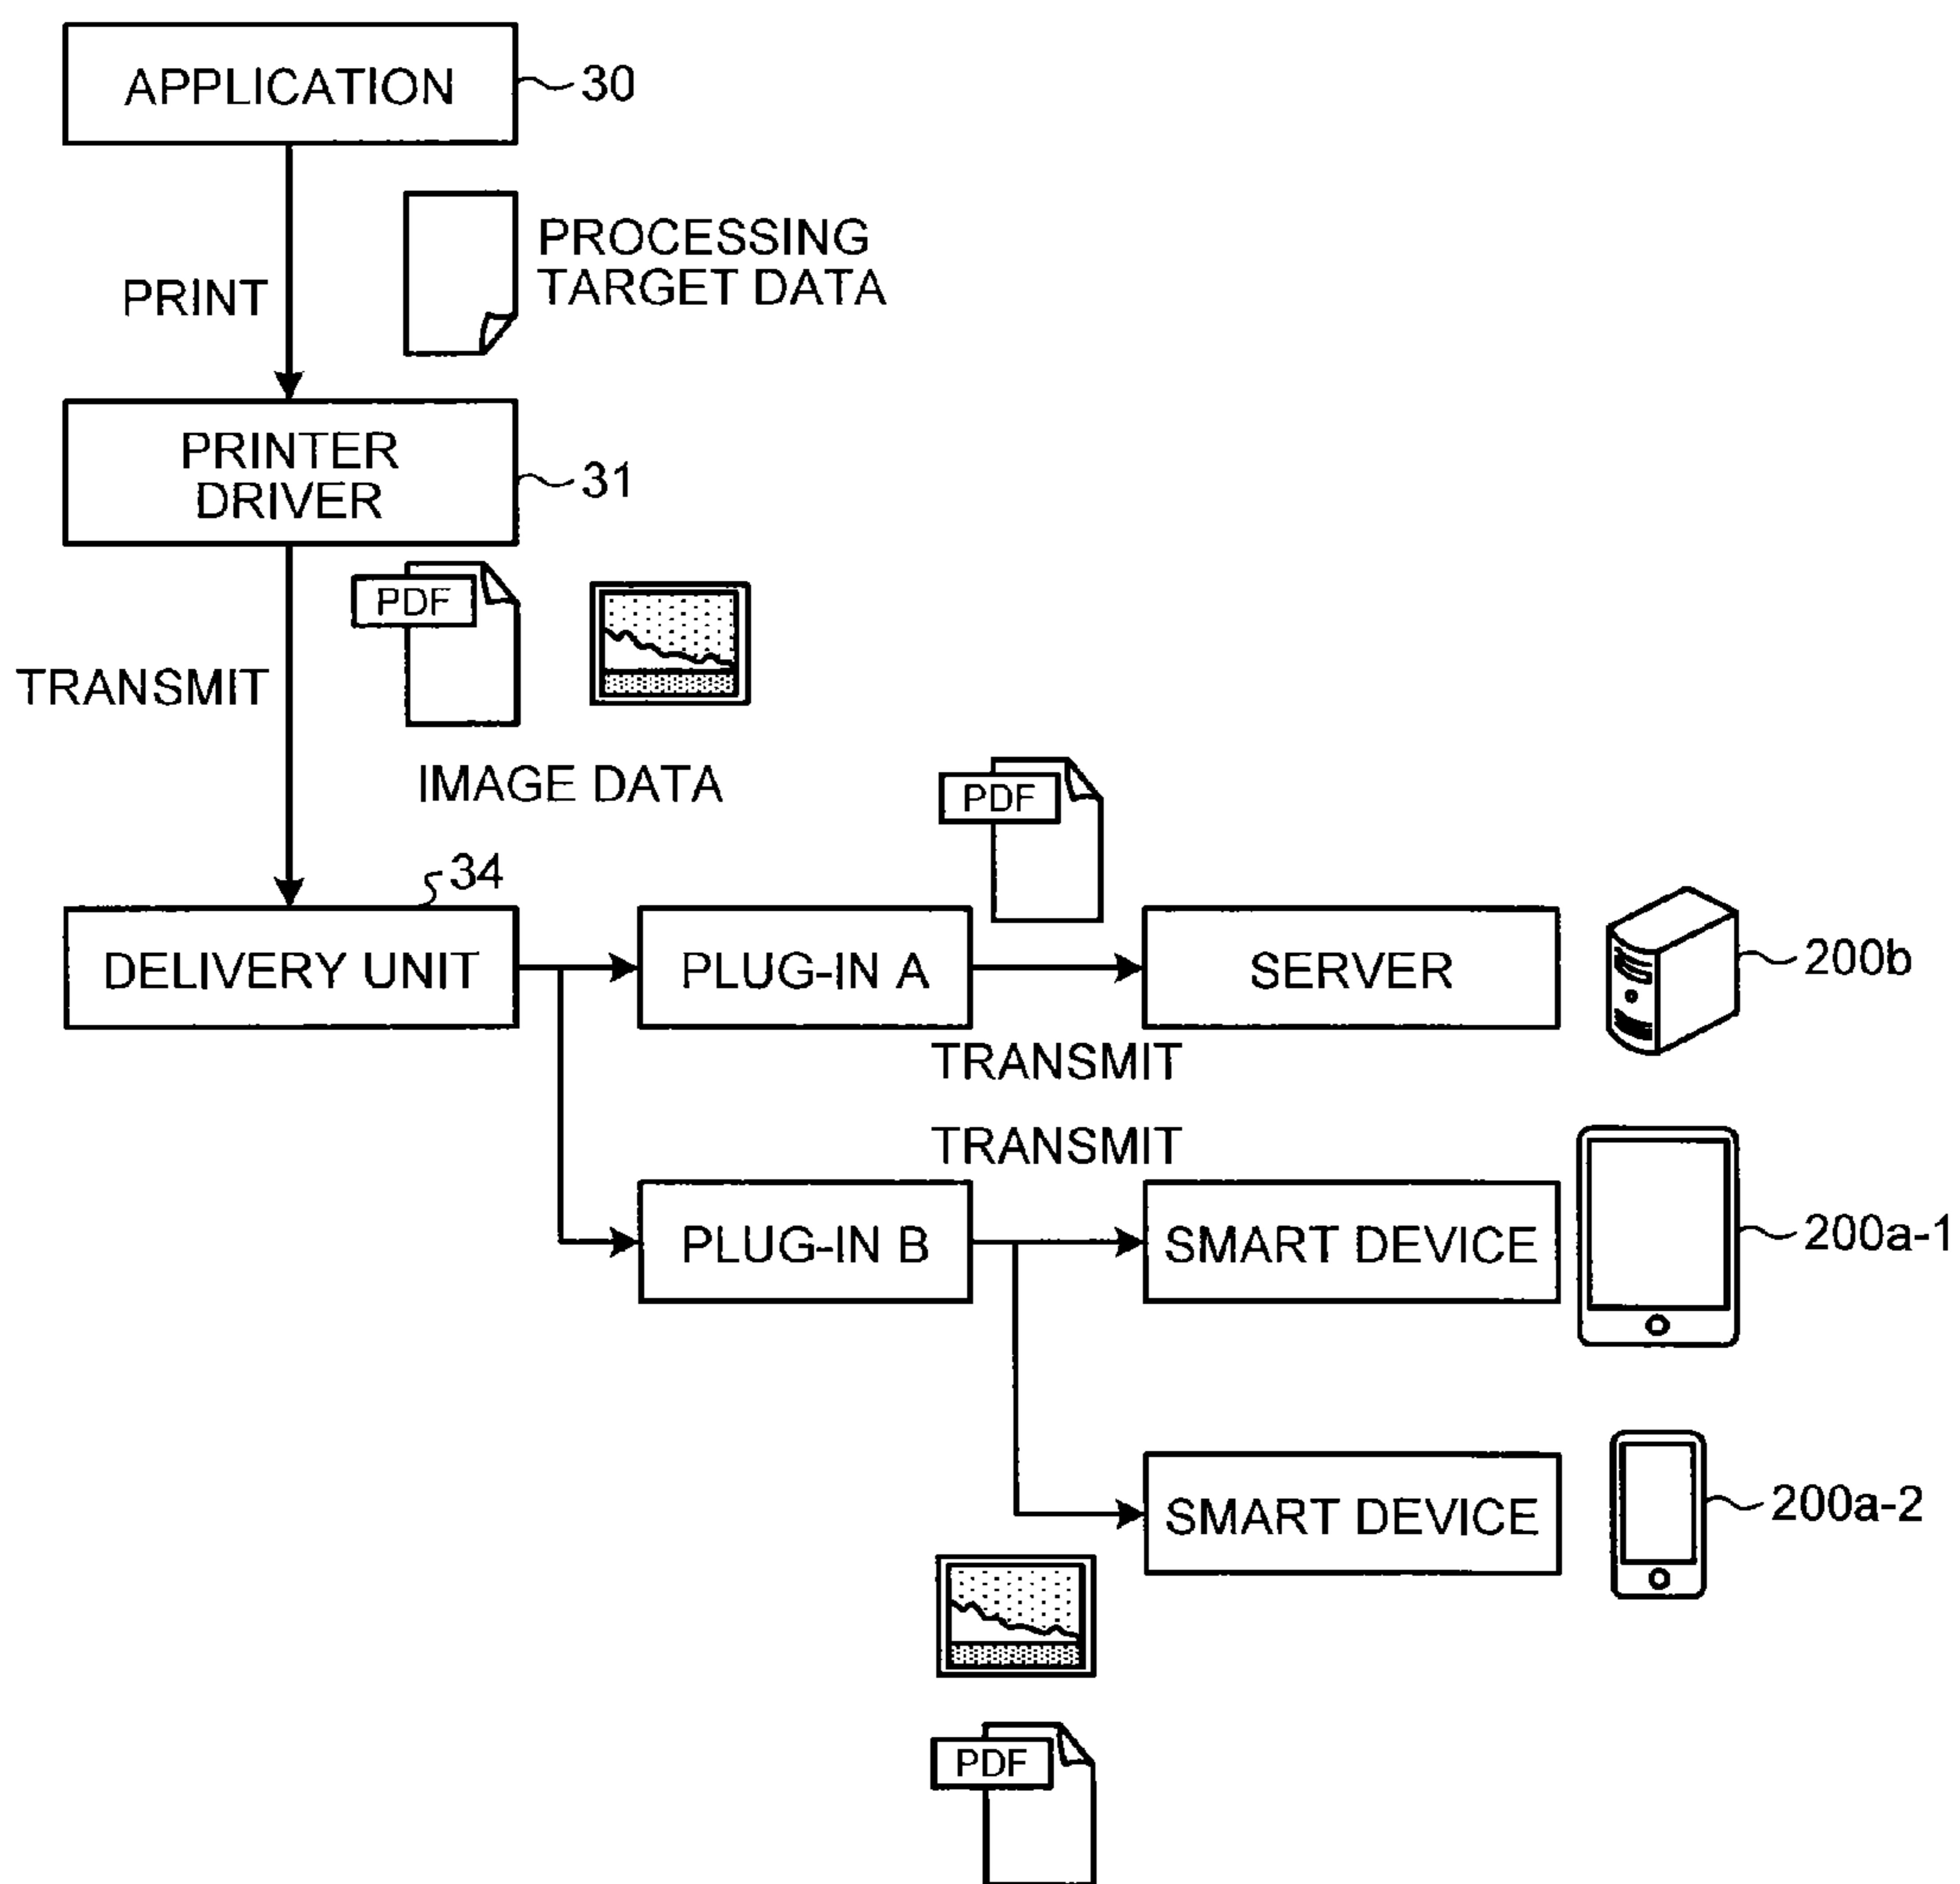 APPLICATION
30
PROCESSING
TARGET DATA
PRINT
PRINTER
DRIVER
31
PDF
TRANSMIT
IMAGE DATA
PDF
34
DELIVERY UNIT
PLUG-IN A
SERVER
200b
TRANSMIT
TRANSMIT
PLUG-IN B
SMART DEVICE
200a-1
SMART DEVICE
200a-2
PDF